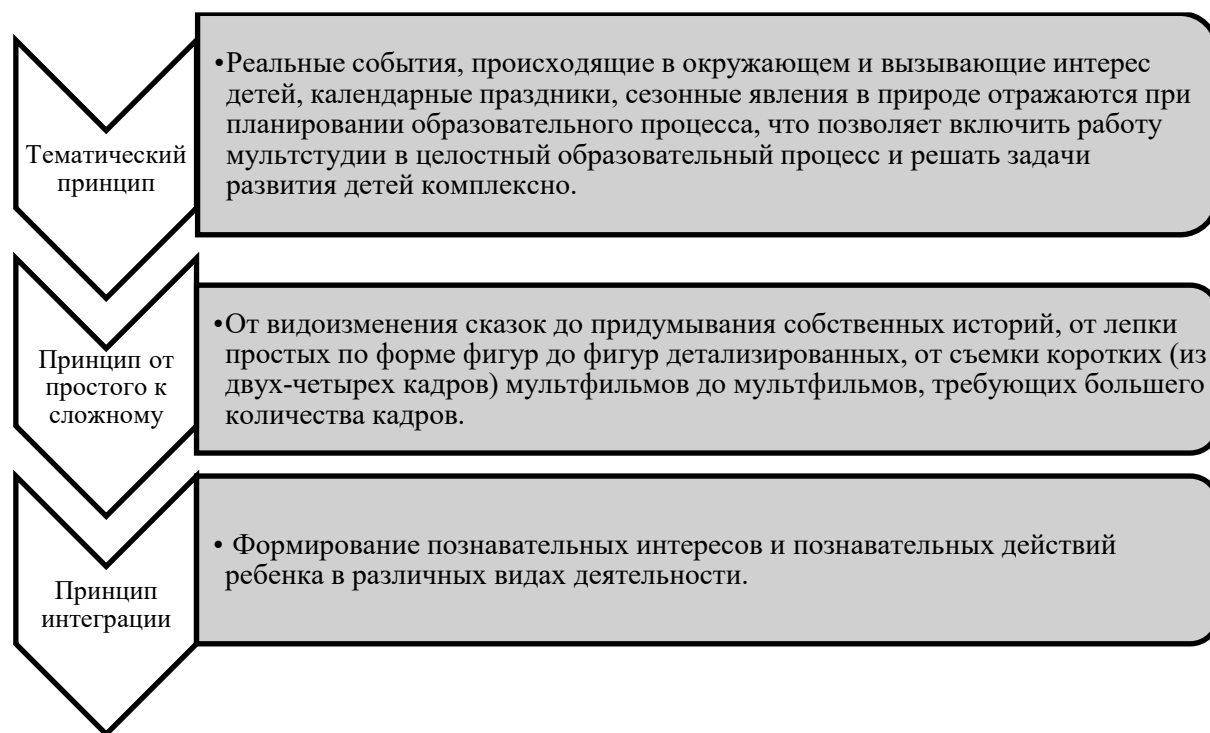 Тематический
принцип
•Реальные события, происходящие в окружающем и вызывающие интерес
детей, календарные праздники, сезонные явления в природе отражаются при
планировании образовательного процесса, что позволяет включить работу
мультстудии в целостный образовательный процесс и решать задачи
развития детей комплексно.
Принцип от
простого к
сложному
•От видоизменения сказок до придумывания собственных историй, от лепки
простых по форме фигур до фигур детализированных, от съемки коротких (из
двух-четырех кадров) мультфильмов до мультфильмов, требующих большего
количества кадров.
Принцип
интеграции
• Формирование познавательных интересов и познавательных действий
ребенка в различных видах деятельности.